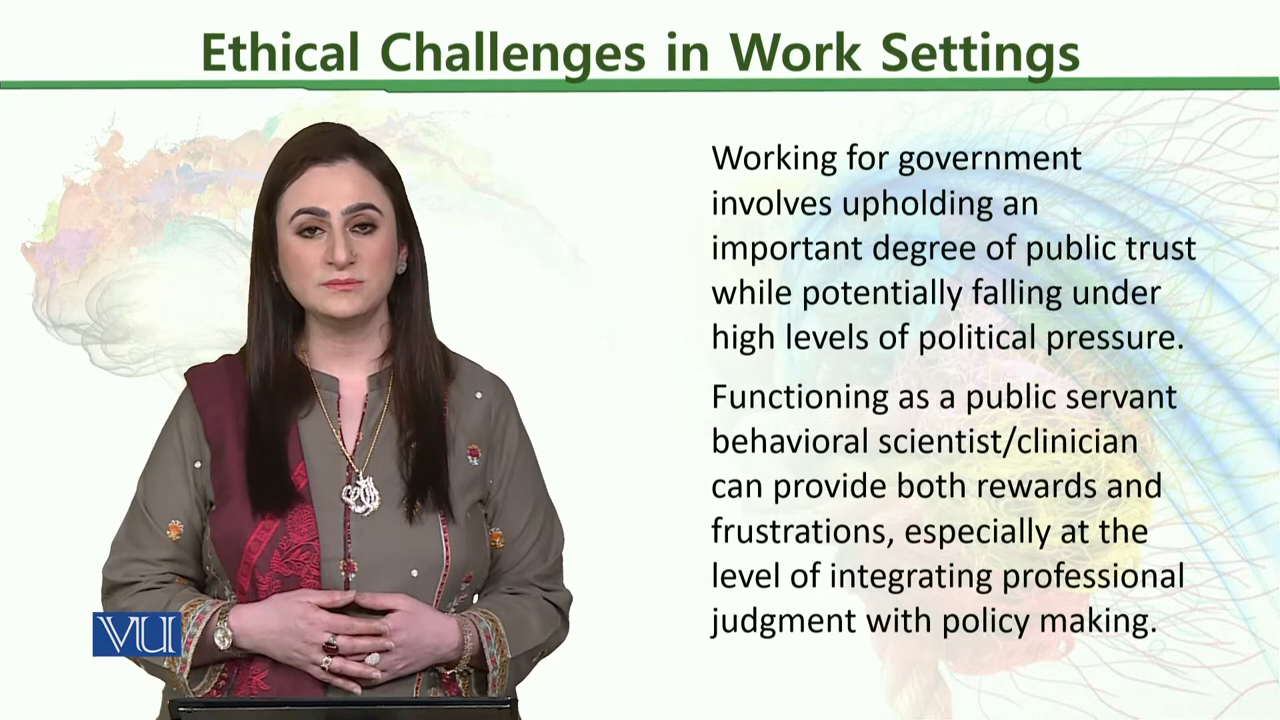 Ethical Challenges in Work Settings
Working for government
involves upholding an
important degree of public trust
while potentially falling under
high levels of political pressure.
Functioning as a public servant
behavioral scientist/clinician
can provide both rewards and
frustrations, especially at the
level of integrating professional
judgment with policy making.
VU